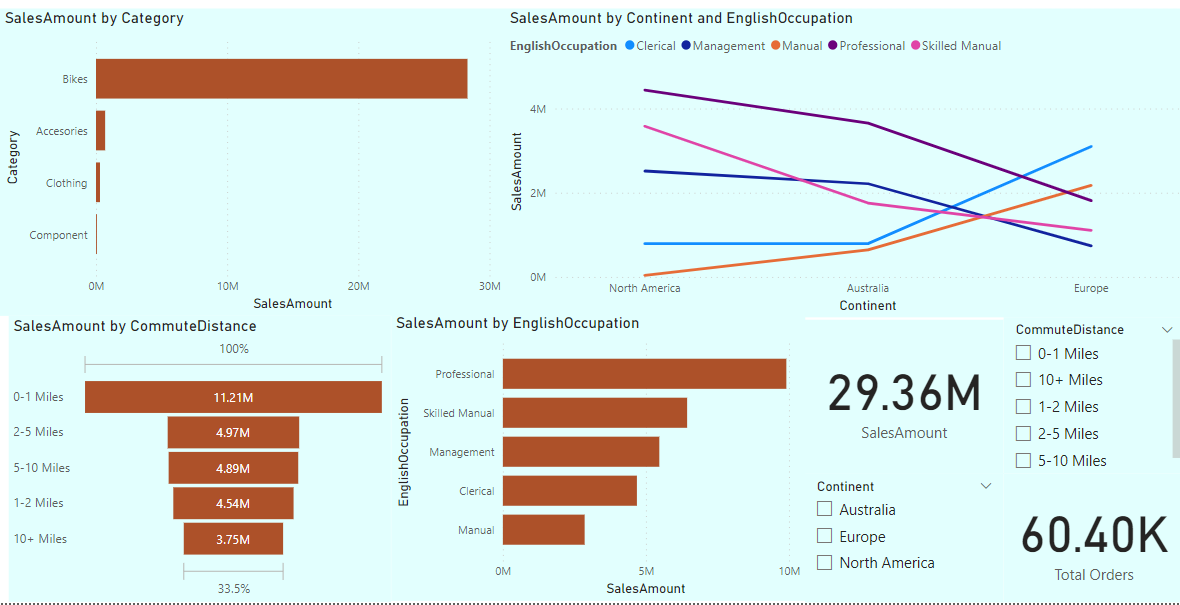 SalesAmount by Category
Category
Bikes
Accesories
Clothing
Component
0M 10M 20M 30M
SalesAmount
SalesAmount by Continent and EnglishOccupation
EnglishOccupation Clerical Management Manual Professional Skilled Manual
SalesAmount
4M
2M
0M
North America Australia Europe
Continent
SalesAmount by CommuteDistance
100%
0-1 Miles 11.21M
2-5 Miles 4.97M
5-10 Miles 4.89M
1-2 Miles 4.54M
10+ Miles 3.75M
33.5%
SalesAmount by EnglishOccupation
EnglishOccupation
Professional
Skilled Manual
Management
Clerical
Manual
0M 5M 10M
SalesAmount
29.36M
SalesAmount
Continent
Australia
Europe
North America
CommuteDistance
0-1 Miles
10+ Miles
1-2 Miles
2-5 Miles
5-10 Miles
60.40K
Total Orders